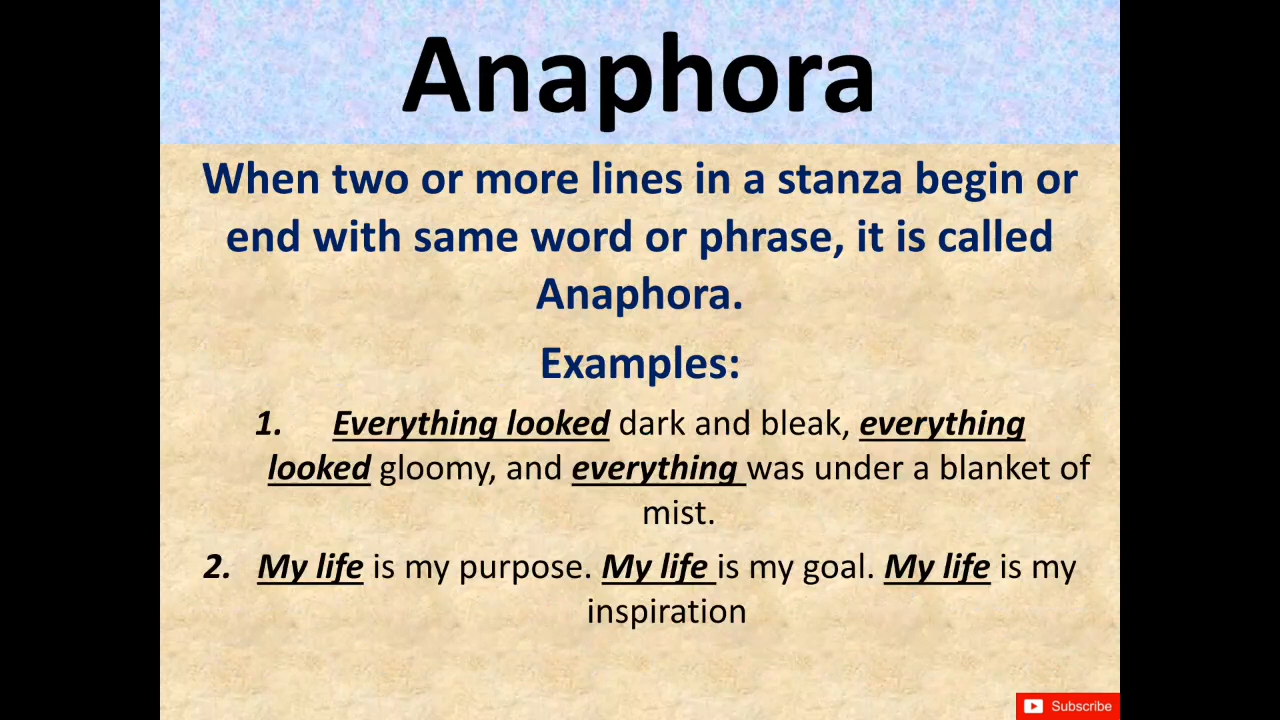 Anaphora
When two or more lines in a stanza begin or
end with same word or phrase, it is called
Anaphora.
Examples:
1. Everything looked dark and bleak, everything
looked gloomy, and everything was under a blanket of
mist.
2. My life is my purpose. My life is my goal. My life is my
inspiration
Subscribe